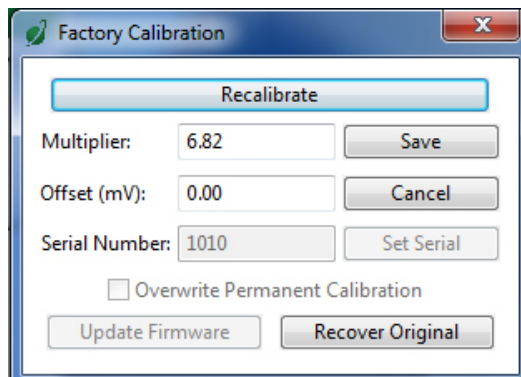 Factory Calibration
Recalibrate
Multiplier: 6.82 Save
Offset (mV): 0.00 Cancel
Serial Number: 1010 Set Serial
Overwrite Permanent Calibration
Update Firmware Recover Original